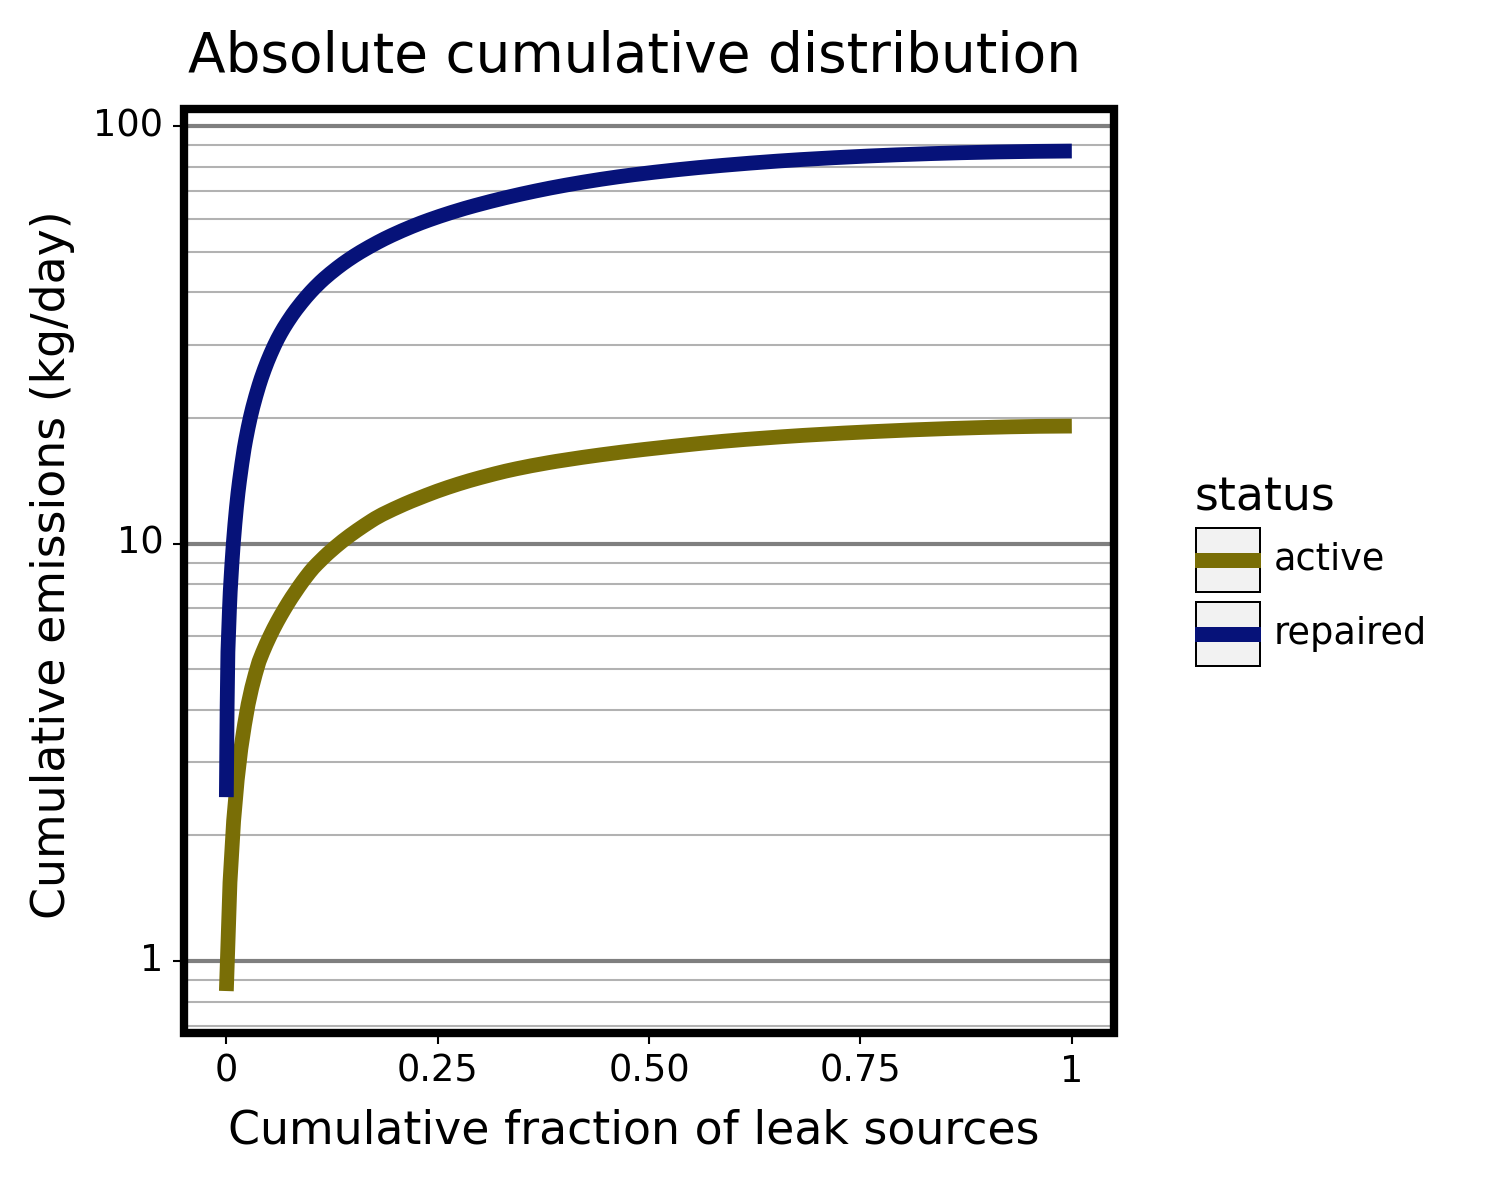 Absolute cumulative distribution
Cumulative emissions (kg/day)
100
10
1
0
0.25
0.50
0.75
1
Cumulative fraction of leak sources
status
active
repaired